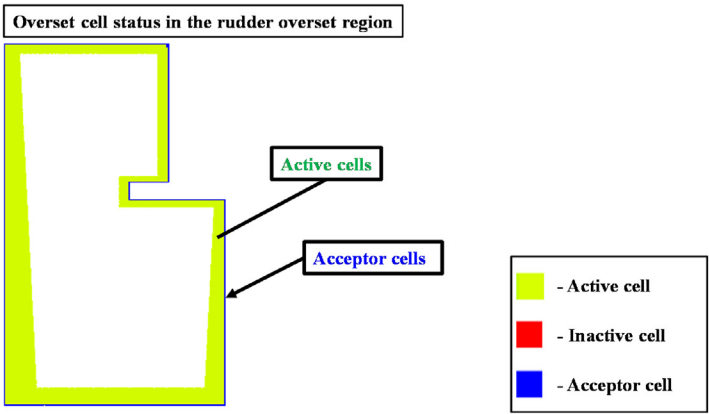 Overset cell status in the rudder overset region
Active cells
Acceptor cells
- Active cell
- Inactive cell
- Acceptor cell